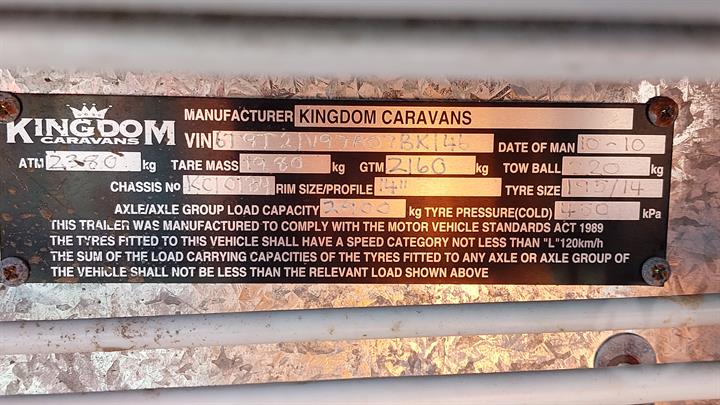 KINGDOM CARAVANS
MANUFACTURER KINGDOM CARAVANS
VIN DATE OF MAN 10-10
ATM 2380 kg TARE MASS 1980 kg GTM 2160 kg TOW BALL 220 kg
CHASSIS NO RIM SIZE/PROFILE 14" TYRE SIZE 195/14
AXLE/AXLE GROUP LOAD CAPACITY kg TYRE PRESSURE(COLD) 450 kPa
THIS TRAILER WAS MANUFACTURED TO COMPLY WITH THE MOTOR VEHICLE STANDARDS ACT 1989
THE TYRES FITTED TO THIS VEHICLE SHALL HAVE A SPEED CATEGORY NOT LESS THAN "L"120km/h
THE SUM OF THE LOAD CARRYING CAPACITIES OF THE TYRES FITTED TO ANY AXLE OR AXLE GROUP OF
THE VEHICLE SHALL NOT BE LESS THAN THE RELEVANT LOAD SHOWN ABOVE